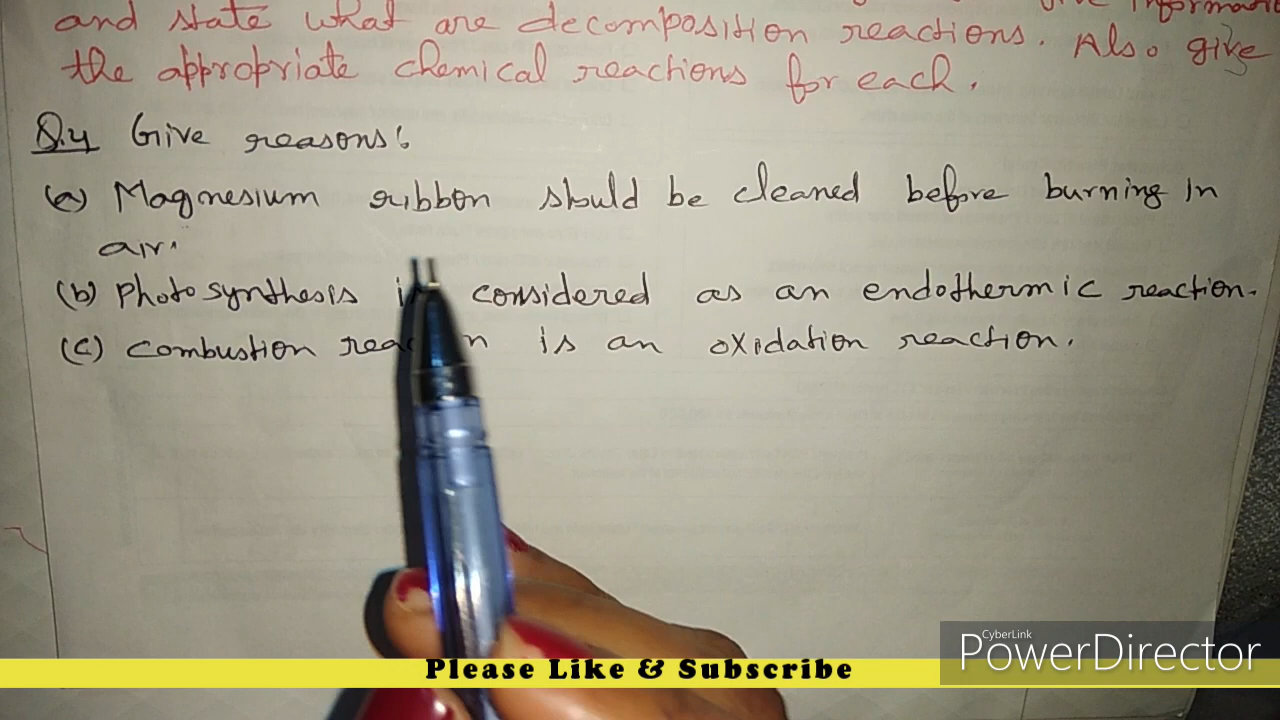 and state what are decomposition reactions. Also give
the appropriate chemical reactions for each.
Q.4 Give reasons:
(a) Magnesium ribbon should be cleaned before burning in
air.
(b) Photosynthesis is considered as an endothermic reaction.
(c) Combustion reac n is an oxidation reaction.
CyberLink
PowerDirector
Please Like & Subscribe